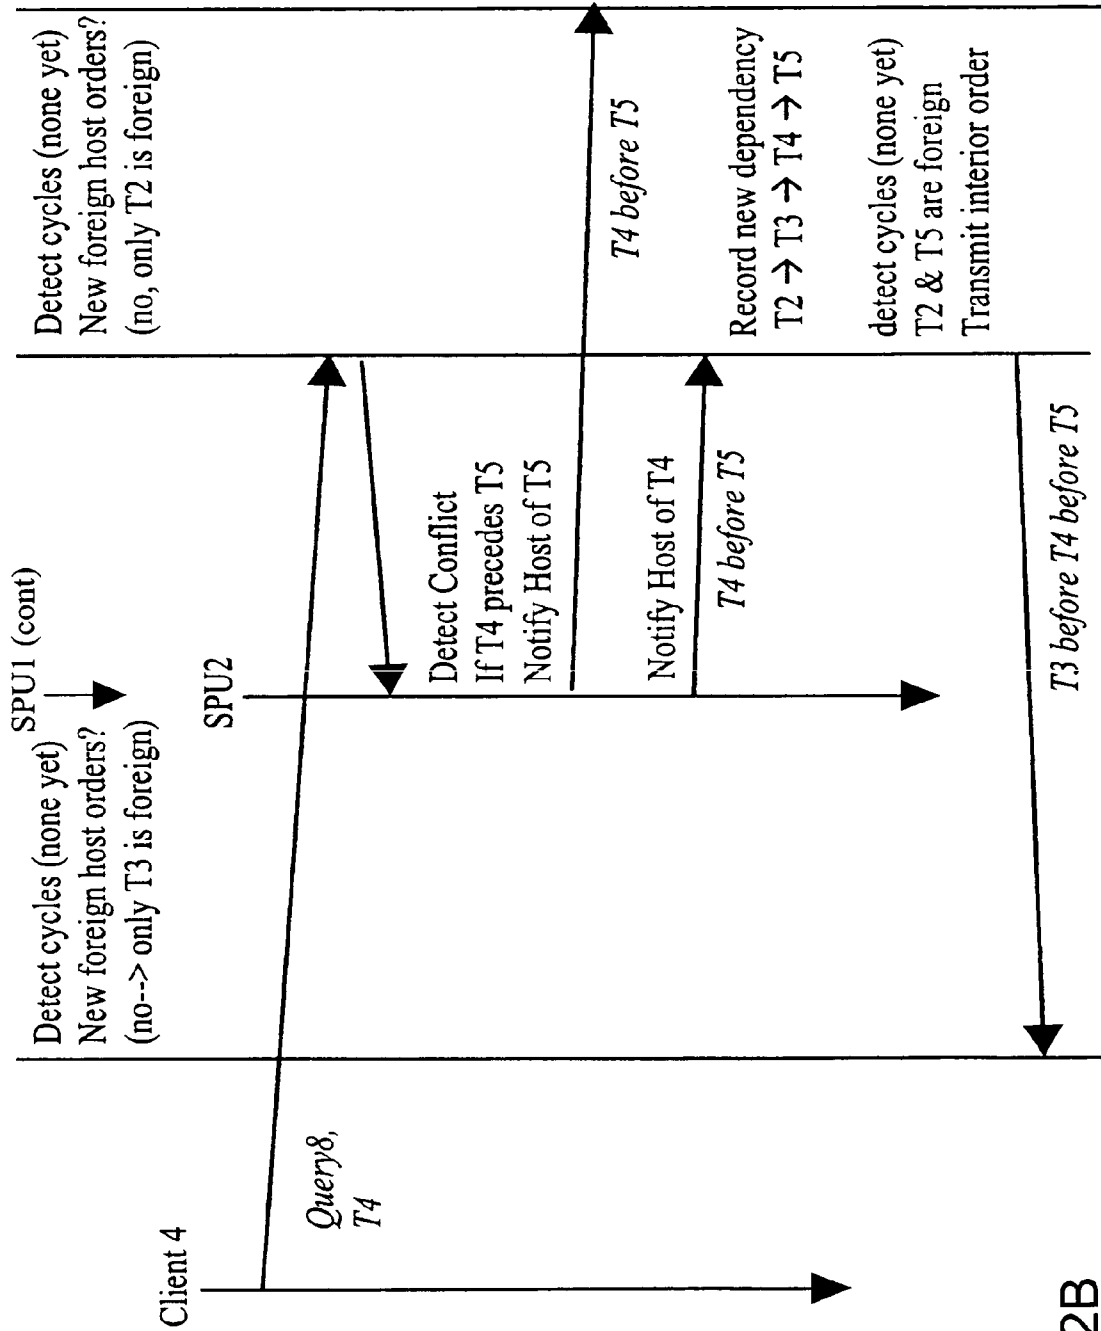 SPU1 (cont)
Detect cycles (none yet)
New foreign host orders?
(no--> only T3 is foreign)
Detect cycles (none yet)
New foreign host orders?
(no, only T2 is foreign)
Client 4
SPU2
Query8,
T4
Detect Conflict
If T4 precedes T5
Notify Host of T5
T4 before T5
Notify Host of T4
T4 before T5
Record new dependency
T2 → T3 → T4 → T5
detect cycles (none yet)
T2 & T5 are foreign
Transmit interior order
T3 before T4 before T5
2B